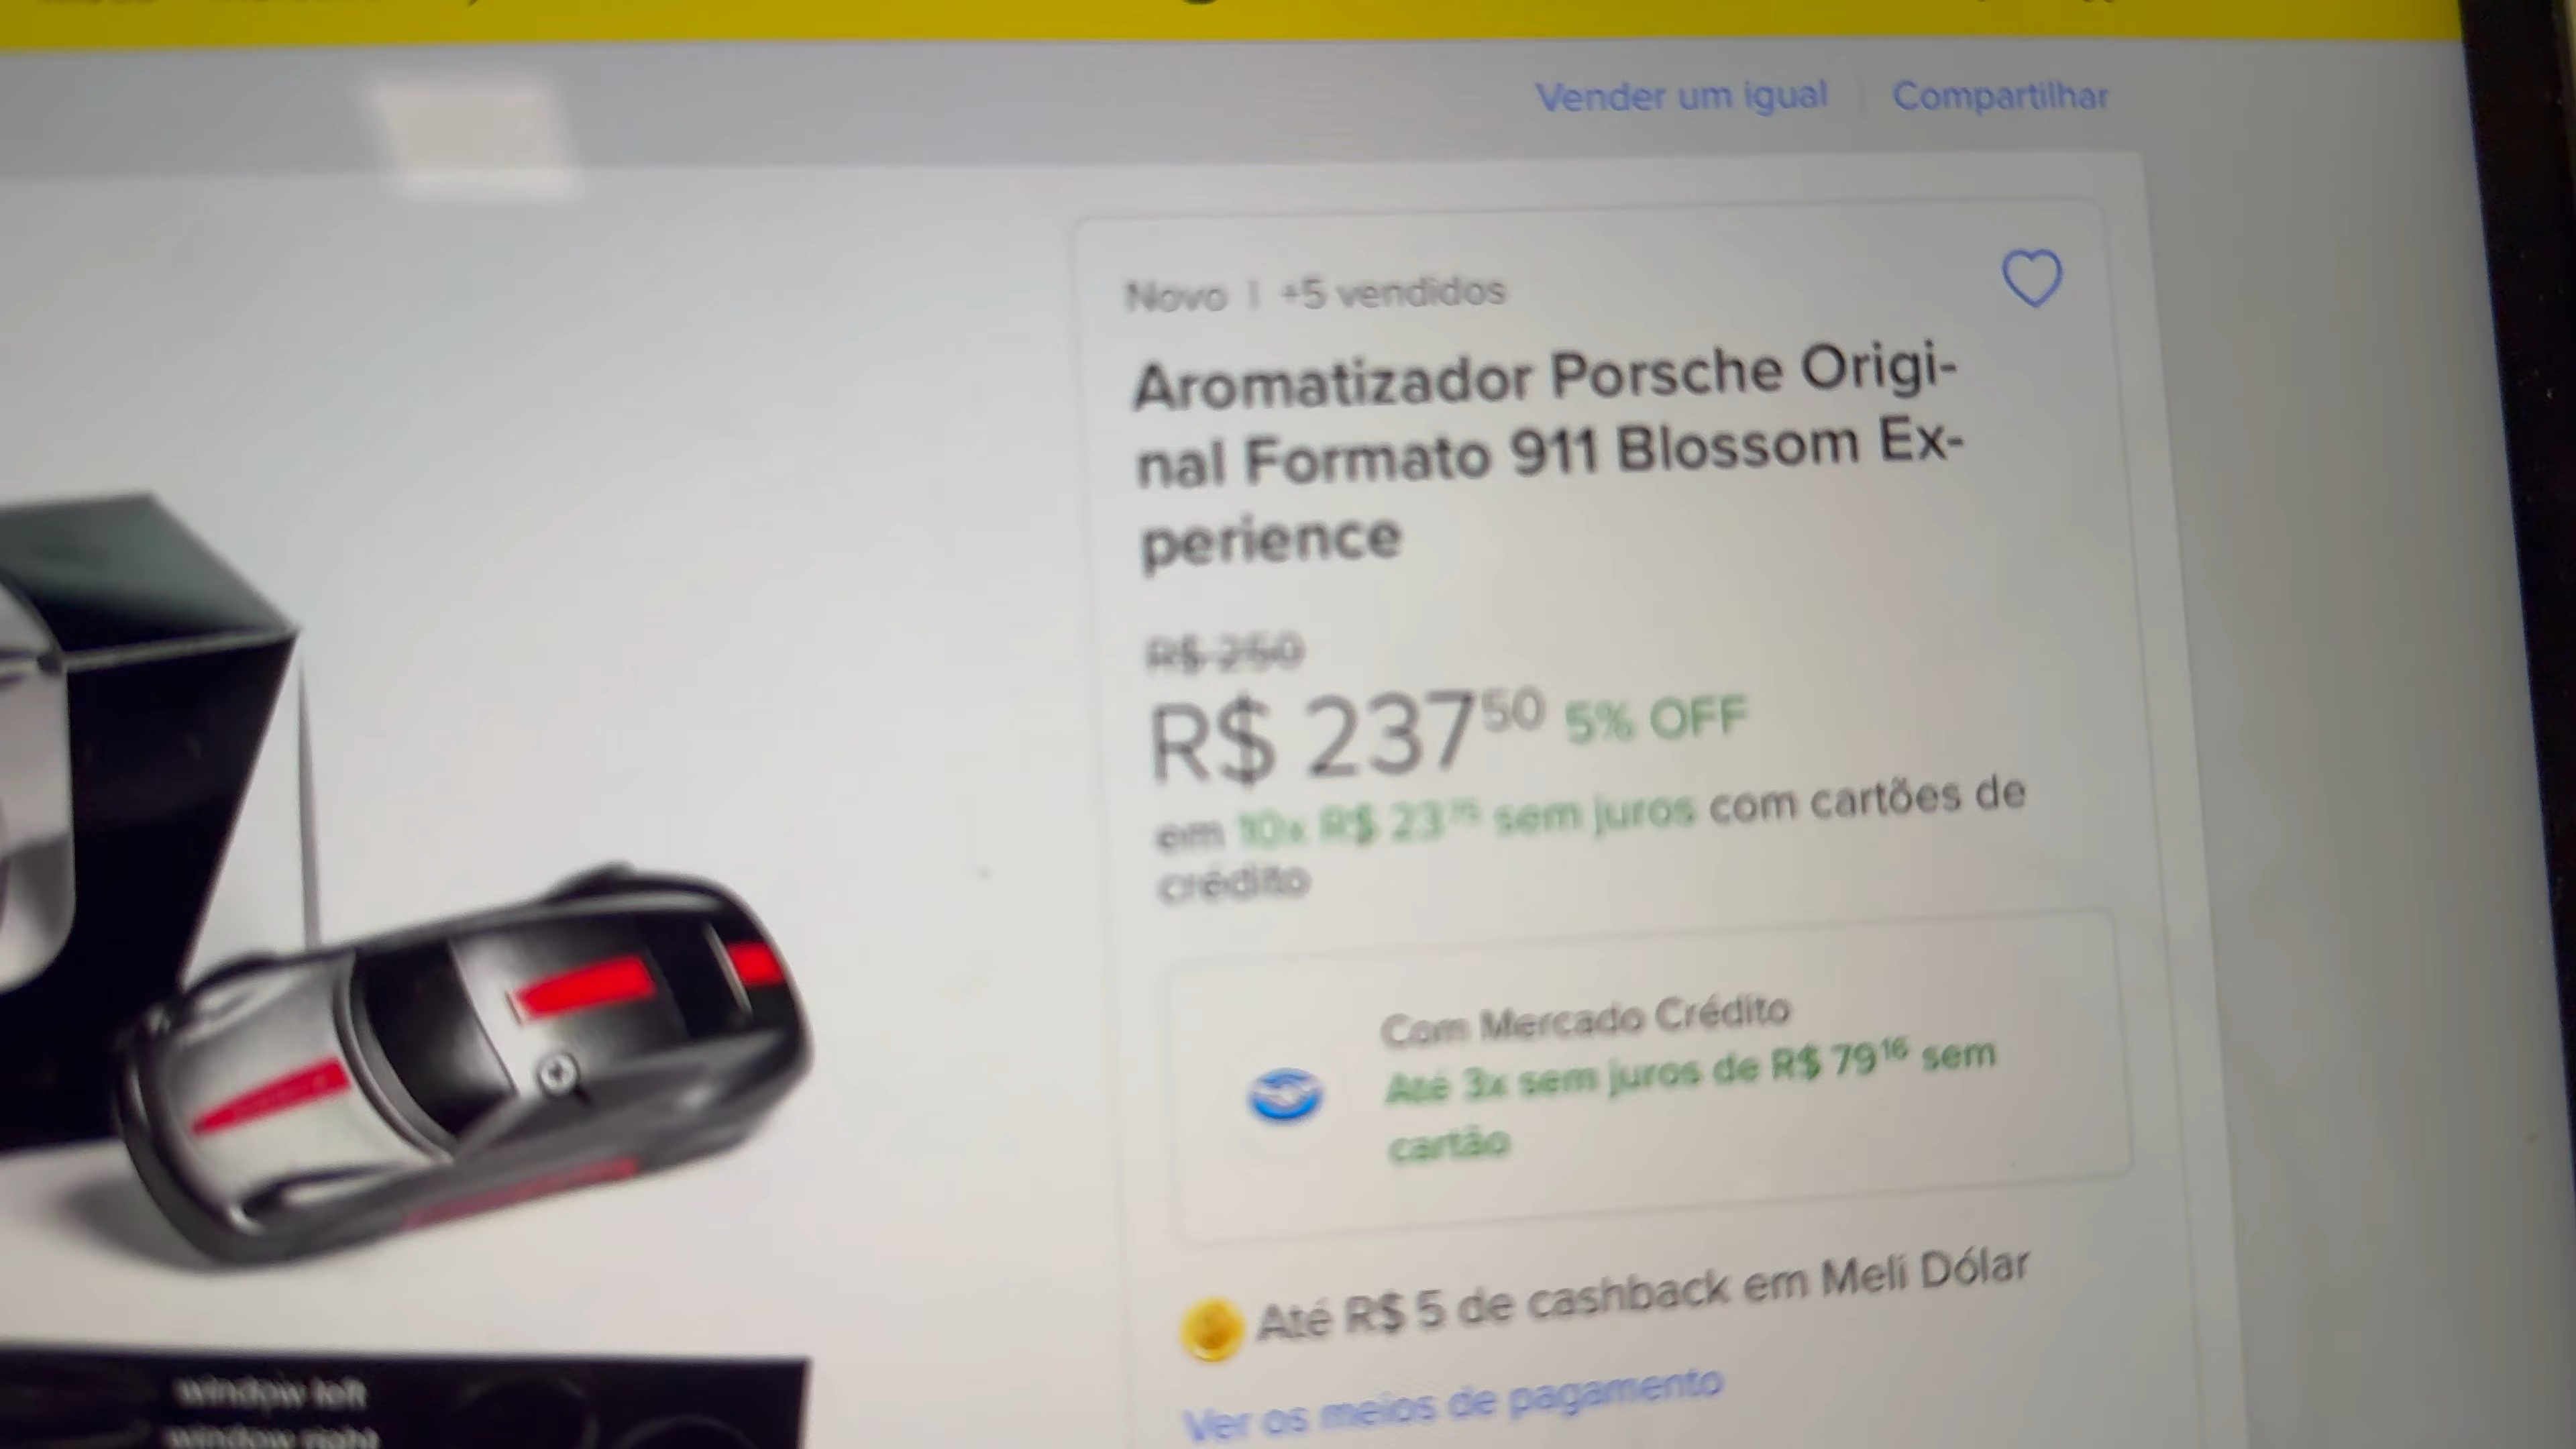 Vender um igual
Compartilhar
Novo | +5 vendidos
Aromatizador Porsche Origi-
nal Formato 911 Blossom Ex-
perience
R$ 250
R$ 237 50 5% OFF
em 10x R$ 23 75 sem juros com cartões de
crédito
Com Mercado Crédito
Até 3x sem juros de R$ 79 16 sem
cartão
Até R$ 5 de cashback em Meli Dólar
Ver os meios de pagamento
window left
window right